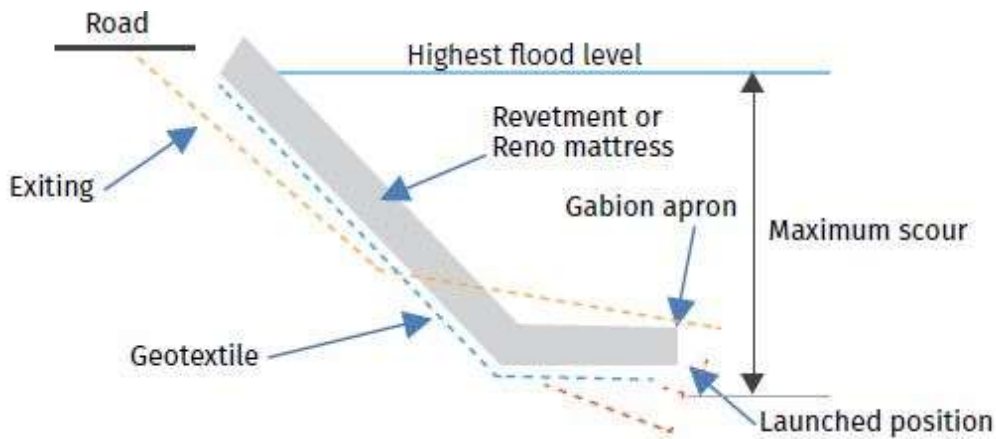 Road
Highest flood level
Revetment or
Reno mattress
Exiting
Gabion apron
Maximum scour
Geotextile
Launched position